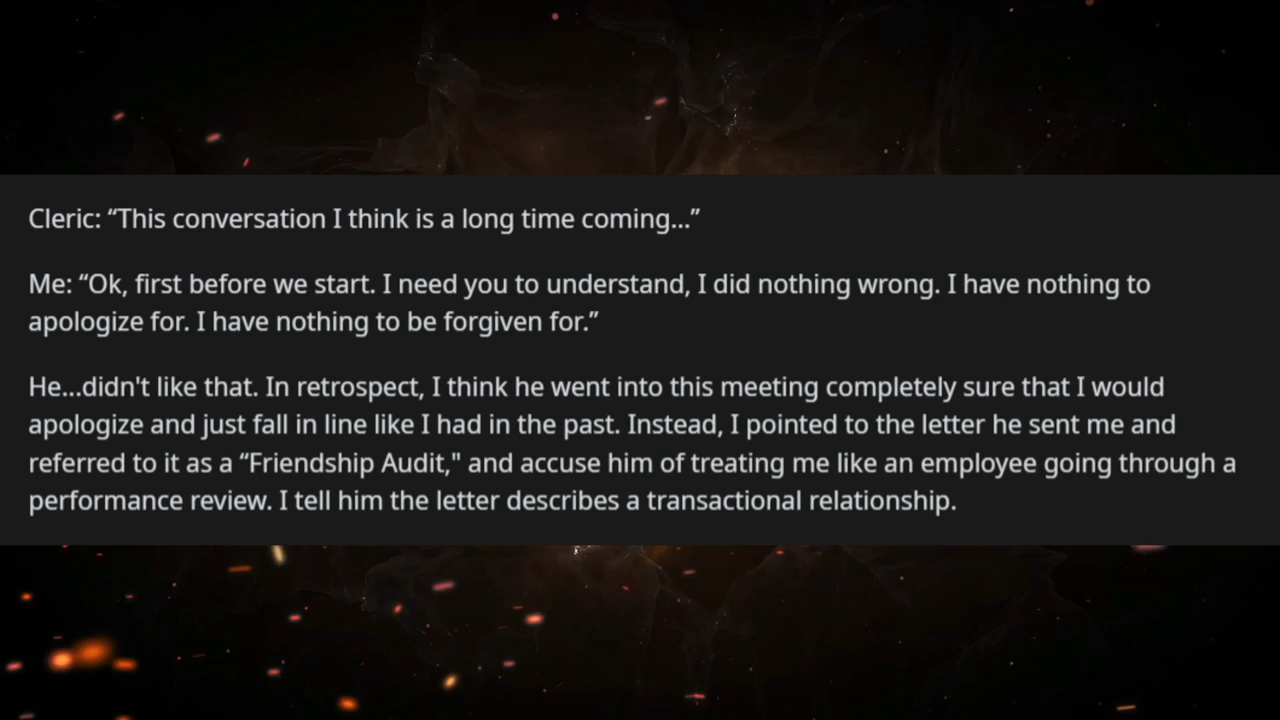 Cleric: “This conversation I think is a long time coming...”
Me: “Ok, first before we start. I need you to understand, I did nothing wrong. I have nothing to
apologize for. I have nothing to be forgiven for.”
He...didn't like that. In retrospect, I think he went into this meeting completely sure that I would
apologize and just fall in line like I had in the past. Instead, I pointed to the letter he sent me and
referred to it as a “Friendship Audit," and accuse him of treating me like an employee going through a
performance review. I tell him the letter describes a transactional relationship.